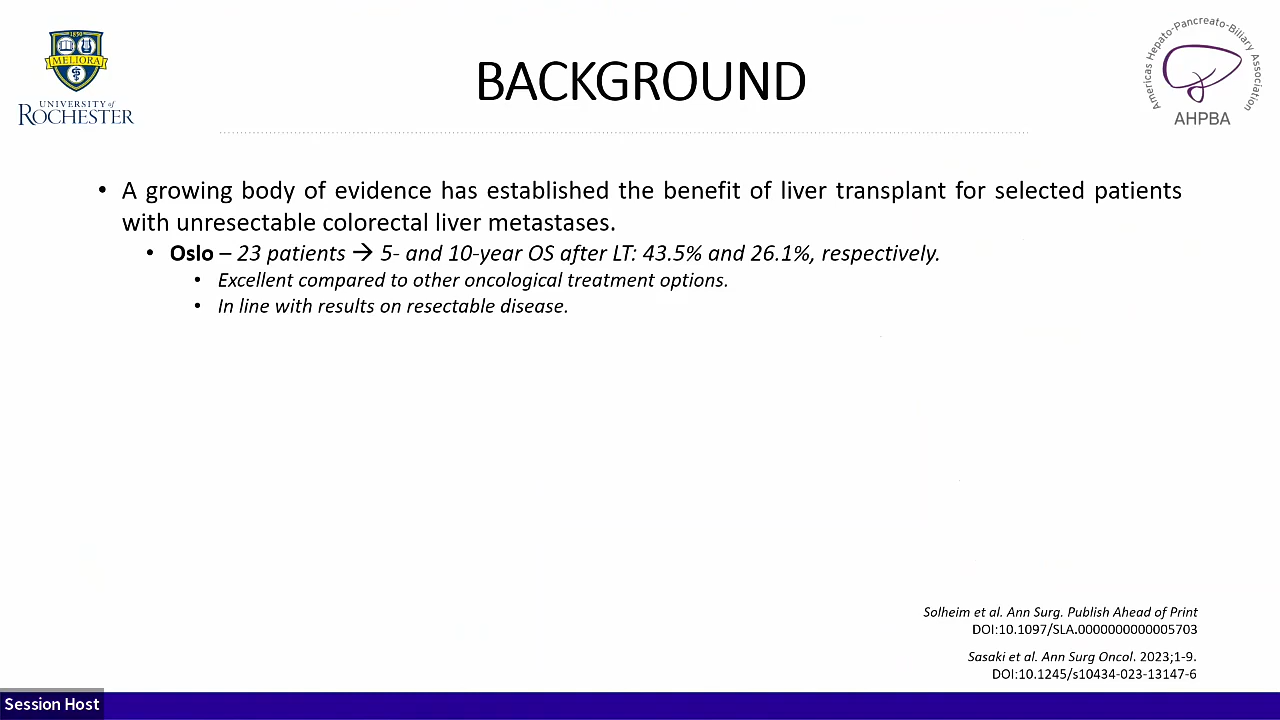 1850
MELIORA
UNIVERSITY of
ROCHESTER
BACKGROUND
Americas Hepato-Pancreato-Biliary Association
AHPBA
• A growing body of evidence has established the benefit of liver transplant for selected patients
with unresectable colorectal liver metastases.
• Oslo – 23 patients → 5- and 10-year OS after LT: 43.5% and 26.1%, respectively.
• Excellent compared to other oncological treatment options.
• In line with results on resectable disease.
Solheim et al. Ann Surg. Publish Ahead of Print
DOI:10.1097/SLA.0000000000005703
Sasaki et al. Ann Surg Oncol. 2023;1-9.
DOI:10.1245/s10434-023-13147-6
Session Host